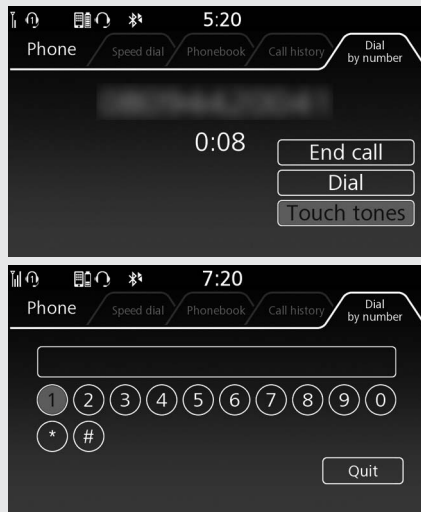 5:20
Phone Speed dial Phonebook Call history Dial by number
0:08
End call
Dial
Touch tones
7:20
Phone Speed dial Phonebook Call history Dial by number
1 2 3 4 5 6 7 8 9 0
* #
Quit